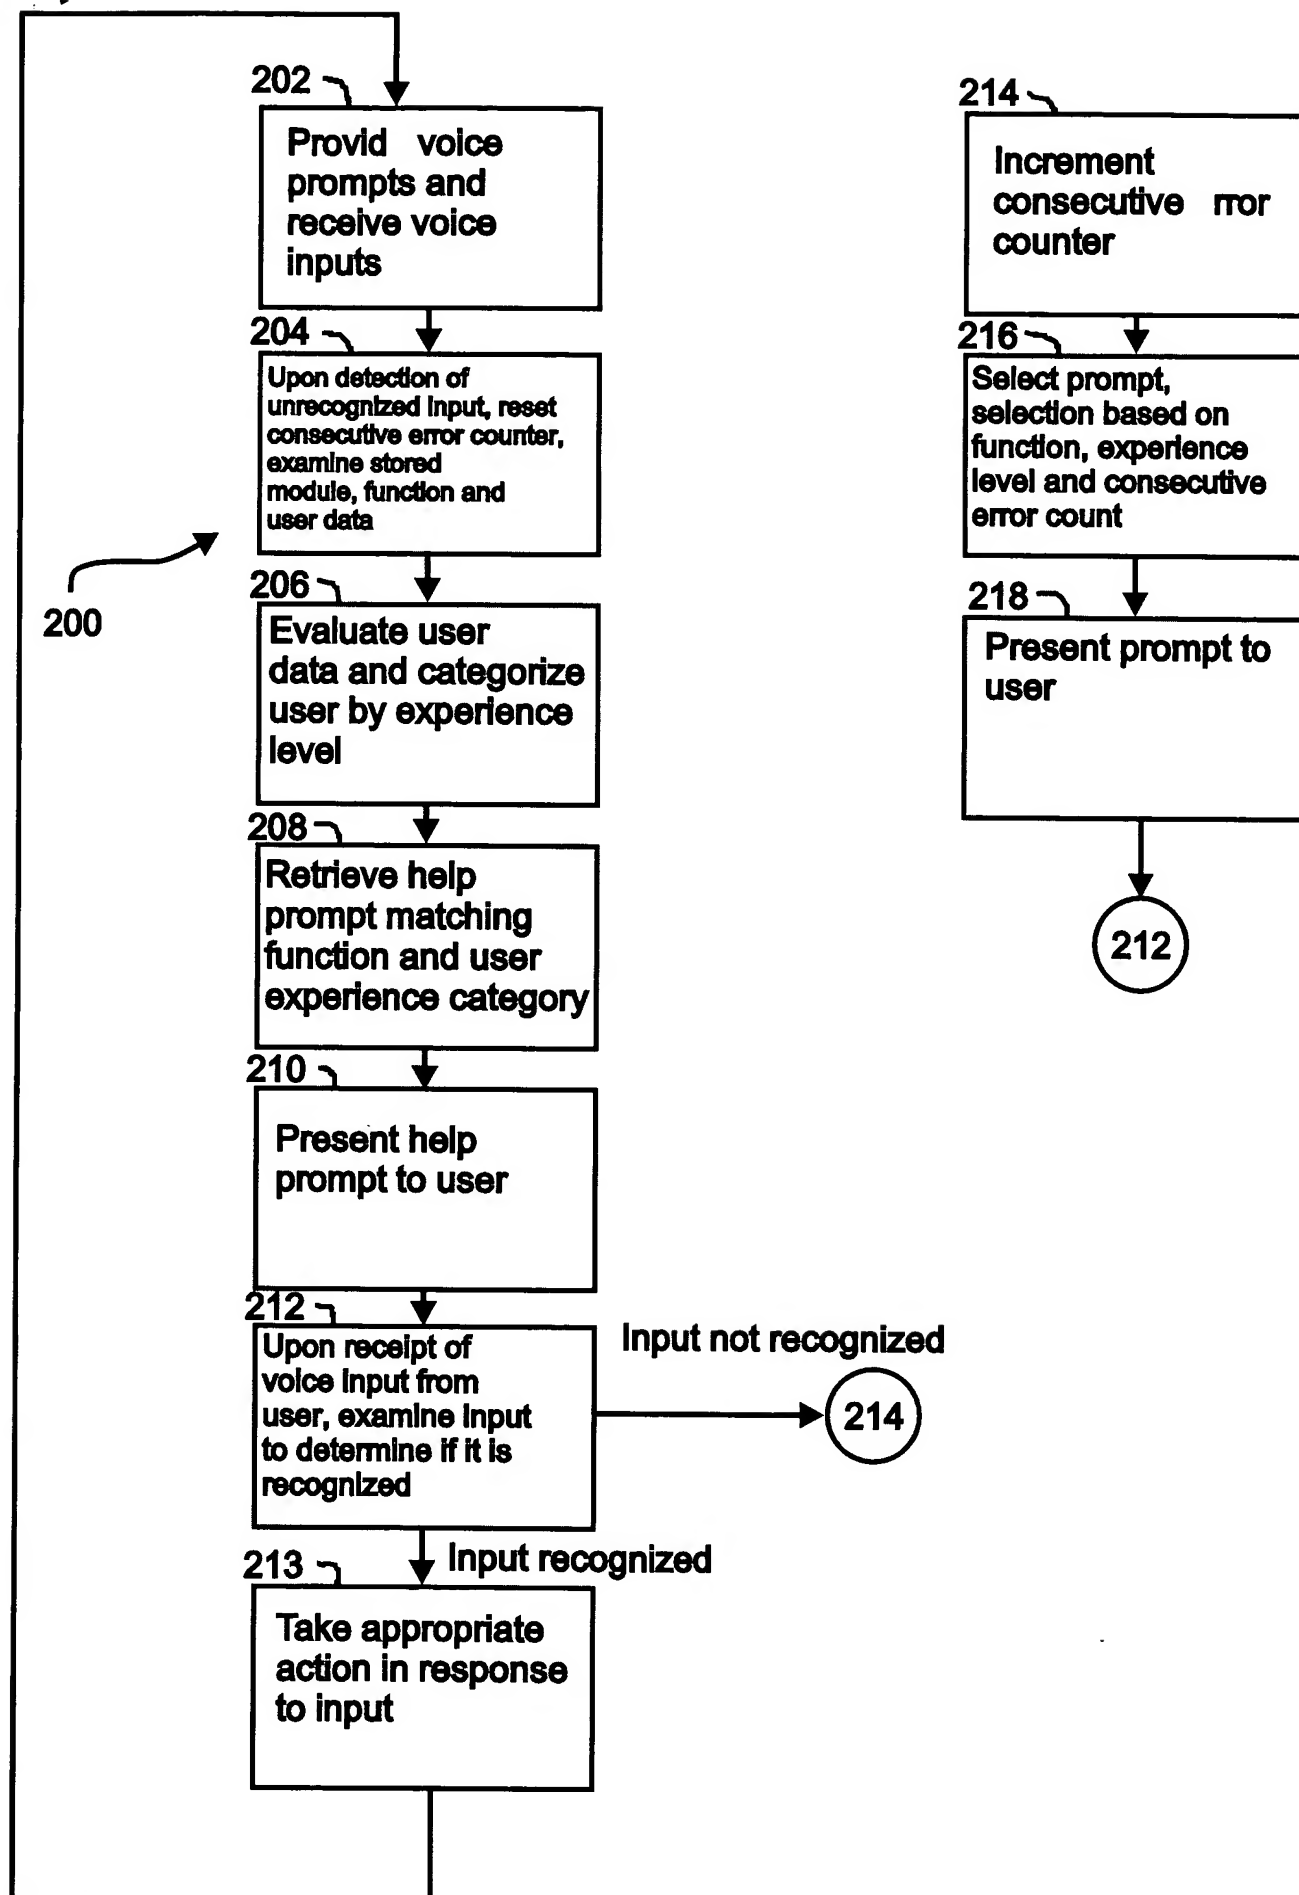 202
Provid voice
prompts and
receive voice
inputs
204
Upon detection of
unrecognized input, reset
consecutive error counter,
examine stored
module, function and
user data
200
206
Evaluate user
data and categorize
user by experience
level
208
Retrieve help
prompt matching
function and user
experience category
210
Present help
prompt to user
212
Upon receipt of
voice input from
user, examine input
to determine if it is
recognized
Input not recognized
214
Input recognized
213
Take appropriate
action in response
to input
214
Increment
consecutive rror
counter
216
Select prompt,
selection based on
function, experience
level and consecutive
error count
218
Present prompt to
user
212